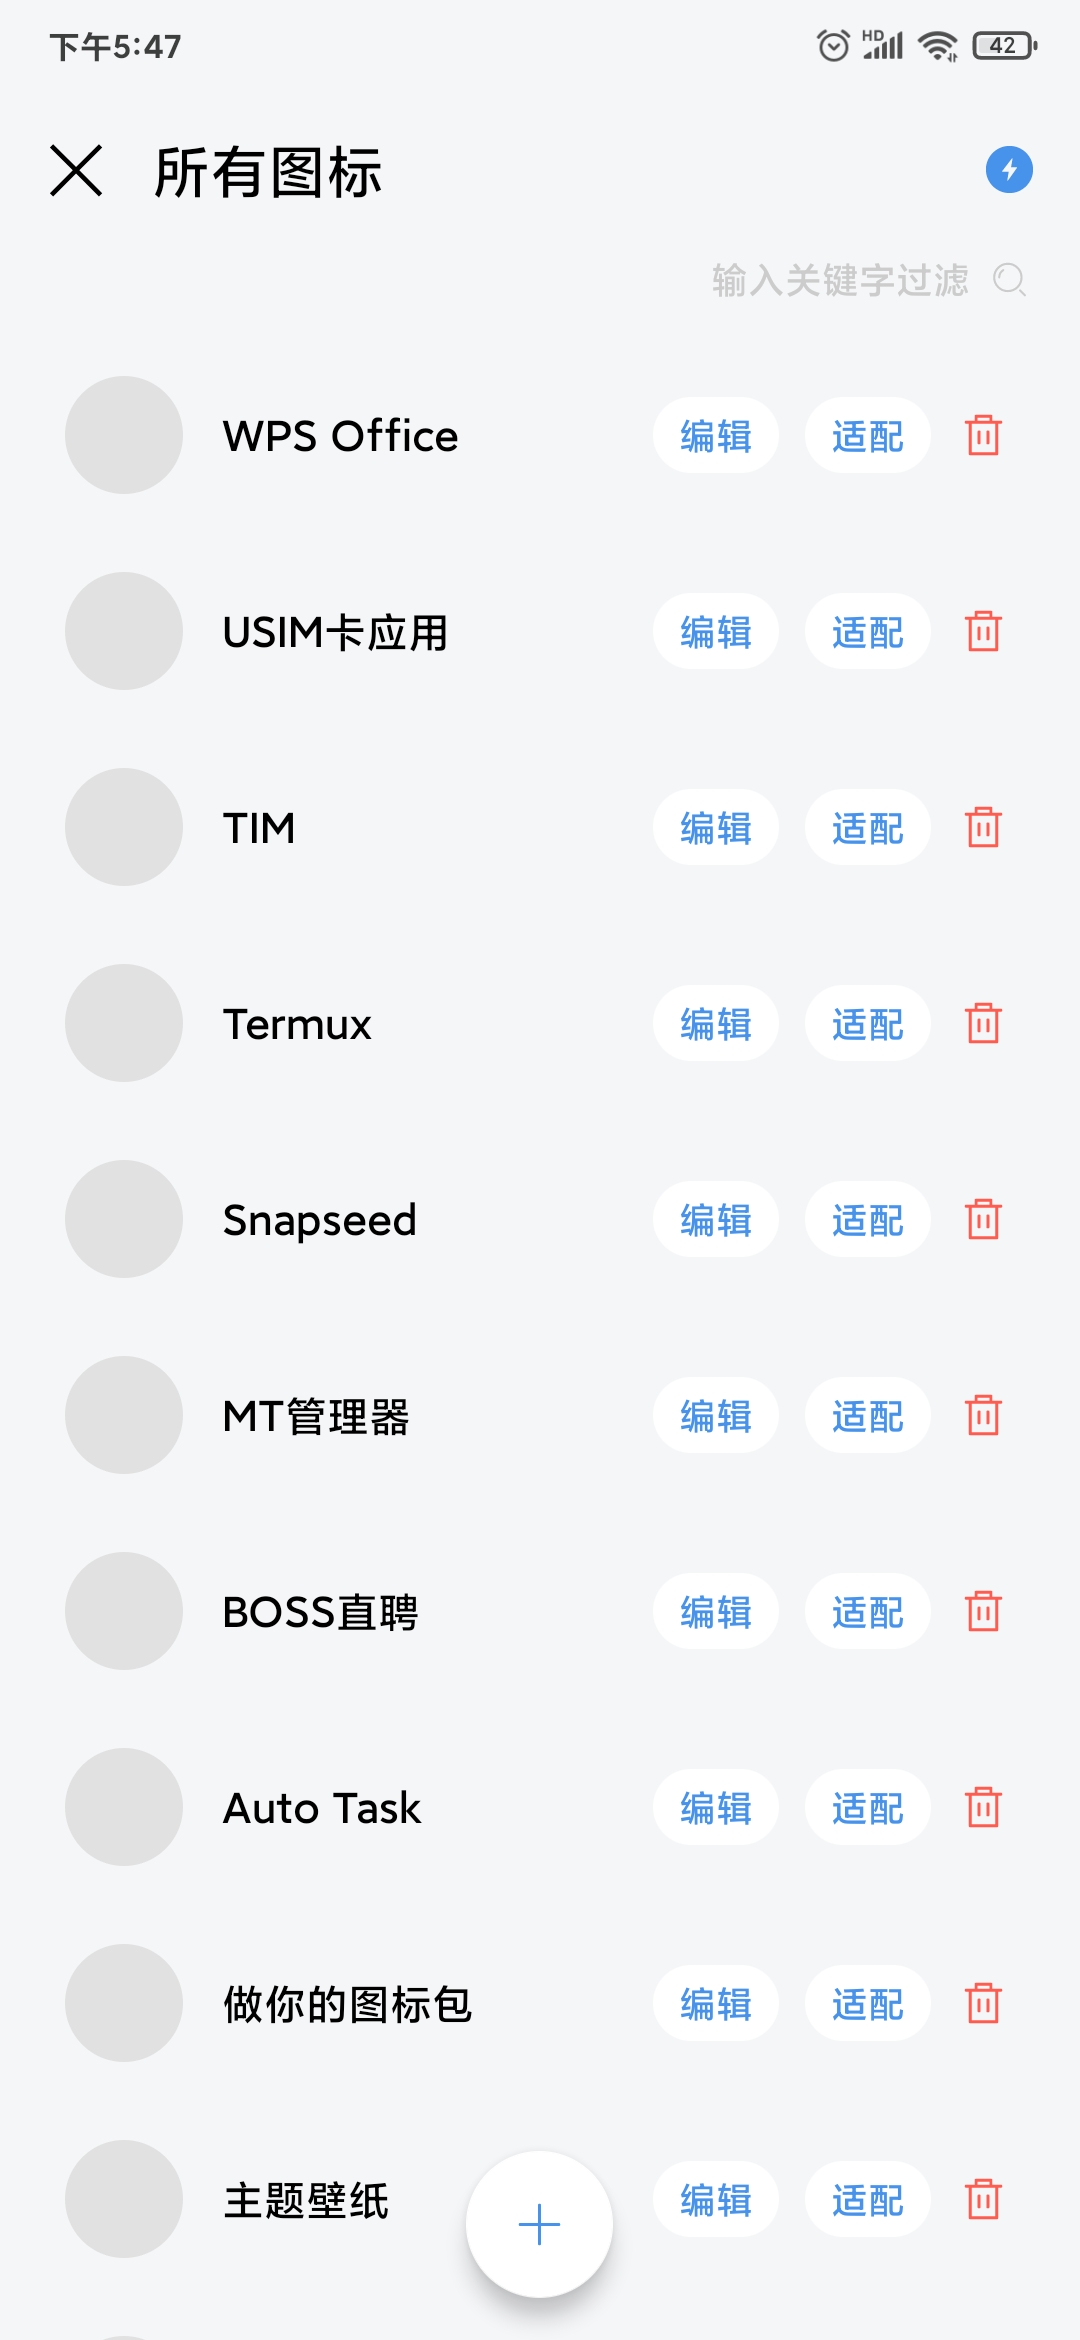 下午5:47
HD
42
所有图标
输入关键字过滤
WPS Office 编辑 适配
USIM卡应用 编辑 适配
TIM 编辑 适配
Termux 编辑 适配
Snapseed 编辑 适配
MT管理器 编辑 适配
BOSS直聘 编辑 适配
Auto Task 编辑 适配
做你的图标包 编辑 适配
主题壁纸 编辑 适配